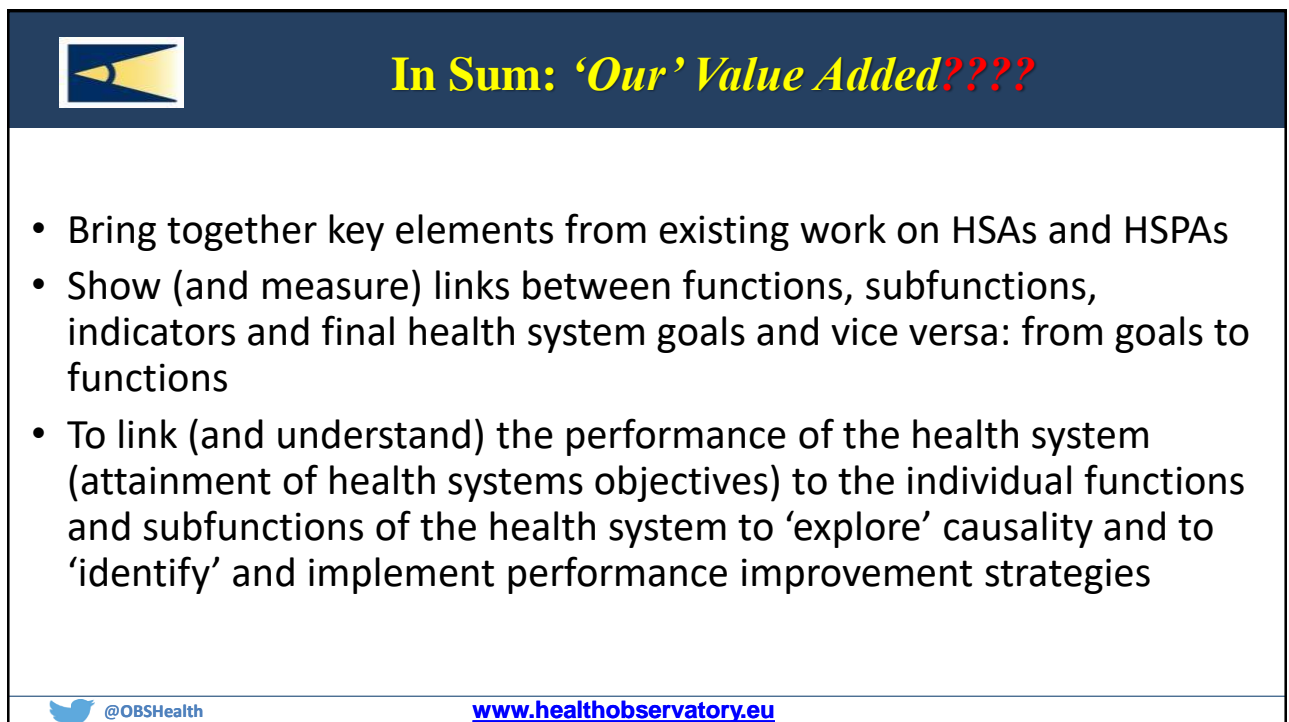 In Sum: ‘Our’ Value Added????
• Bring together key elements from existing work on HSAs and HSPAs
• Show (and measure) links between functions, subfunctions,
indicators and final health system goals and vice versa: from goals to
functions
• To link (and understand) the performance of the health system
(attainment of health systems objectives) to the individual functions
and subfunctions of the health system to ‘explore’ causality and to
‘identify’ and implement performance improvement strategies
@OBSHealth
www.healthobservatory.eu